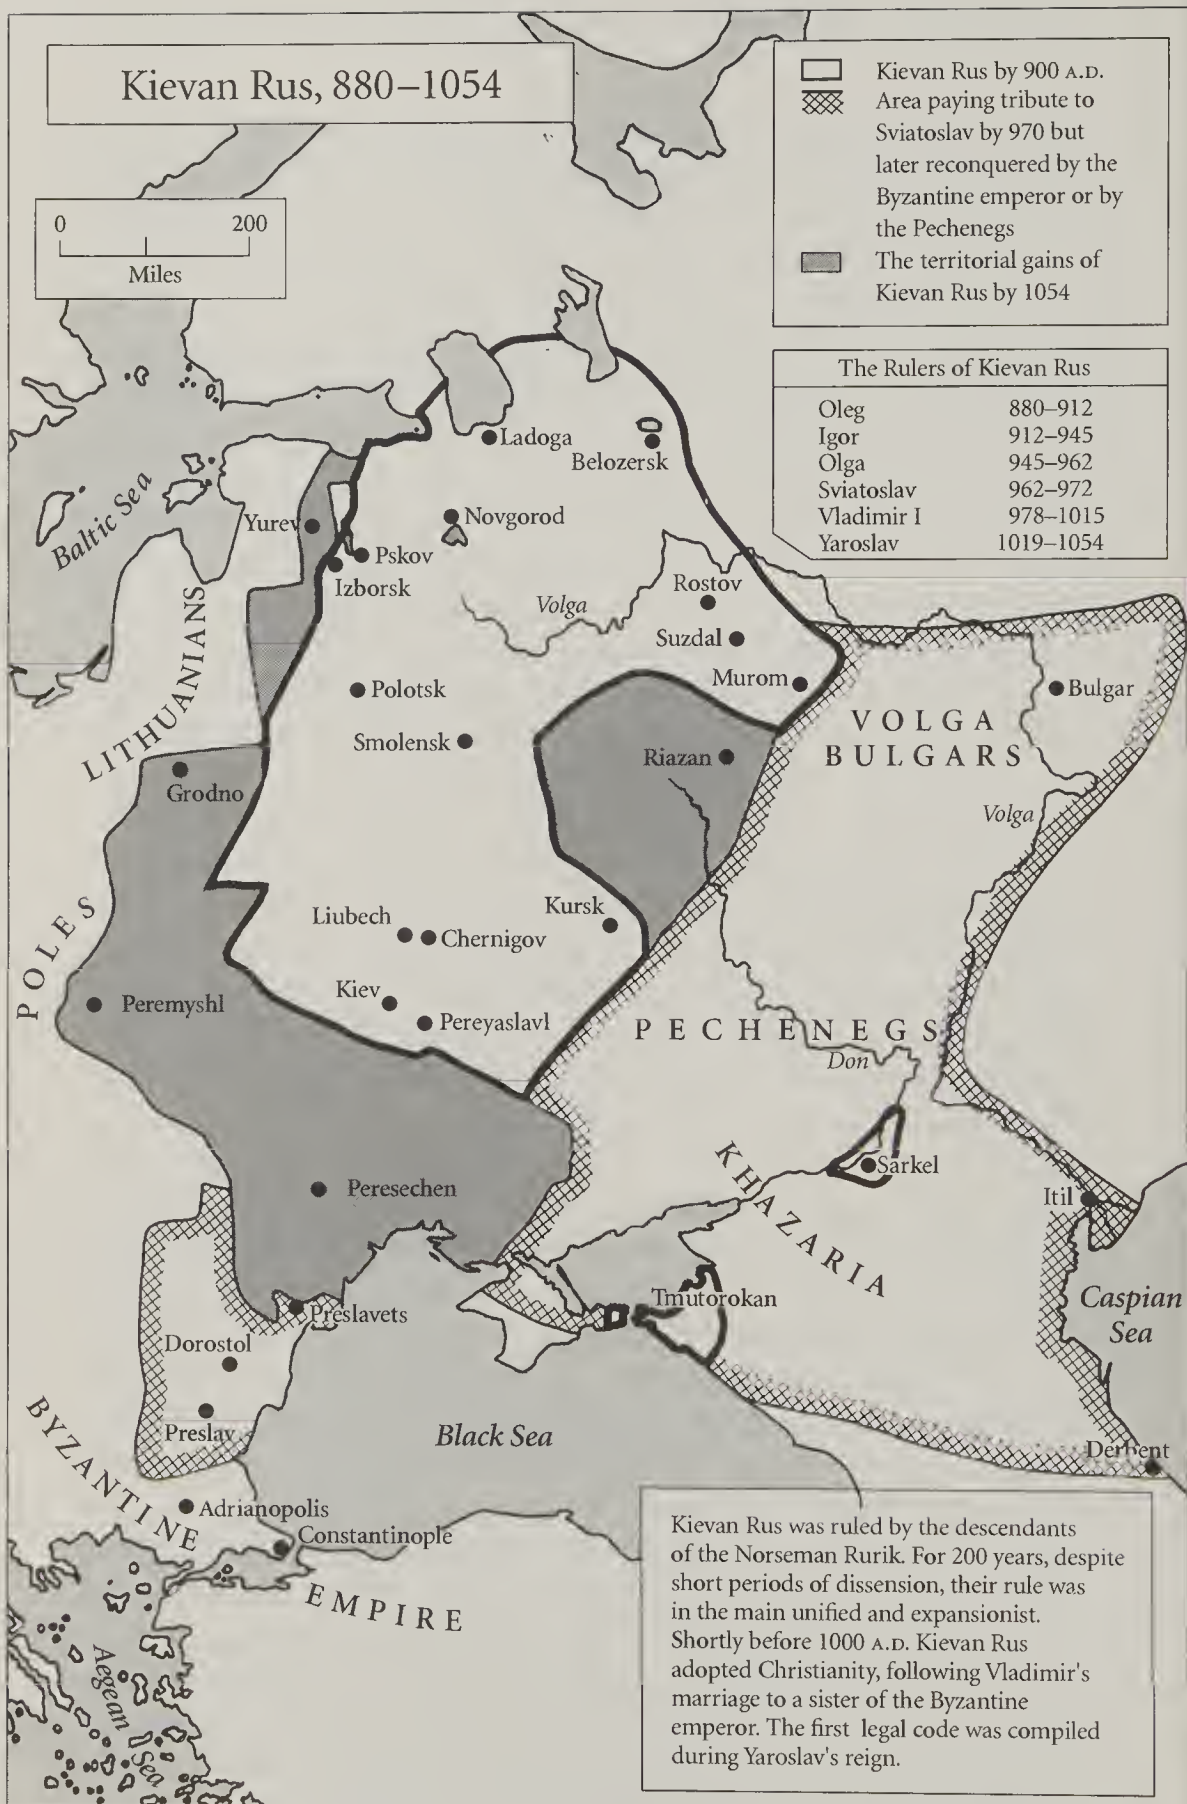 Kievan Rus, 880–1054
0 200
Miles
Kievan Rus by 900 A.D.
Area paying tribute to
Sviatoslav by 970 but
later reconquered by the
Byzantine emperor or by
the Pechenegs
The territorial gains of
Kievan Rus by 1054
The Rulers of Kievan Rus
Oleg 880–912
Igor 912–945
Olga 945–962
Sviatoslav 962–972
Vladimir I 978–1015
Yaroslav 1019–1054
Ladoga
Belozersk
Baltic Sea
Yurev
Novgorod
Pskov
Izborsk
Volga
Rostov
Suzdal
Murom
LITHUANIANS
Polotsk
Smolensk
Riazan
VOLGA
BULGARS
Bulgar
Volga
Grodno
POLES
Liubech
Chernigov
Kursk
Peremyshl
Kiev
Pereyaslavl
PECHENEGS
Don
Sarkel
KHAZARIA
Itil
Peresechen
Caspian
Sea
Preslavets
Tmutorokan
Dorostol
Preslav
Black Sea
Derbent
BYZANTINE
EMPIRE
Adrianopolis
Constantinople
Aegean
Sea
Kievan Rus was ruled by the descendants
of the Norseman Rurik. For 200 years, despite
short periods of dissension, their rule was
in the main unified and expansionist.
Shortly before 1000 A.D. Kievan Rus
adopted Christianity, following Vladimir's
marriage to a sister of the Byzantine
emperor. The first legal code was compiled
during Yaroslav's reign.